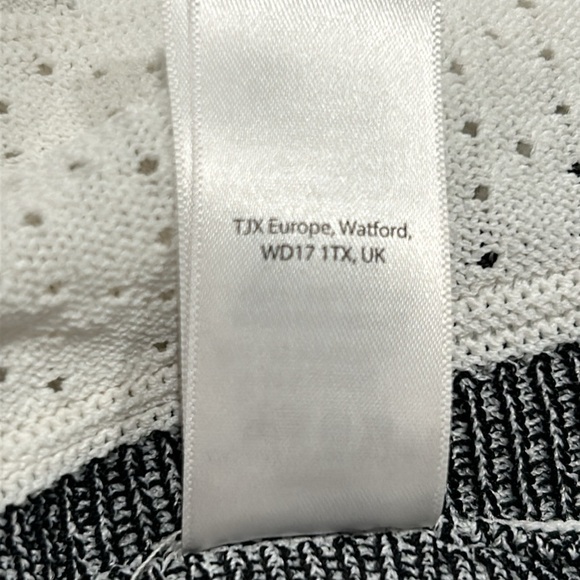 TJX Europe, Watford,
WD17 1TX, UK